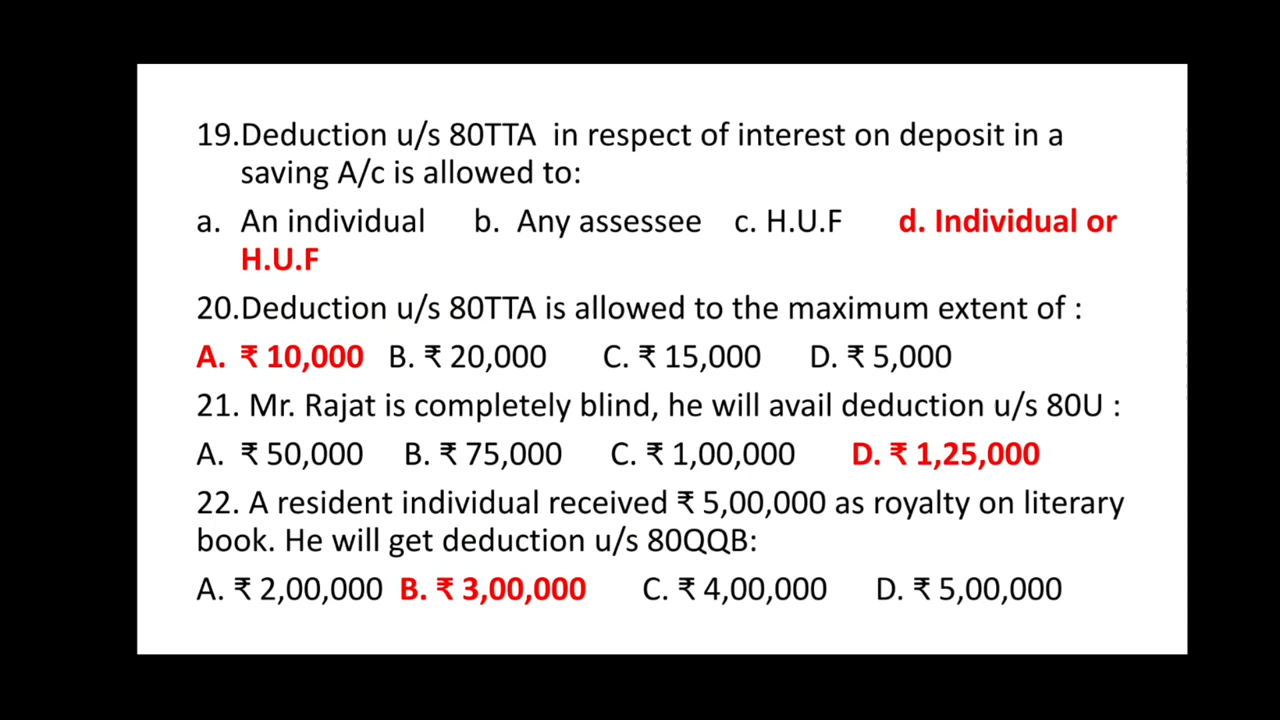 19.Deduction u/s 80TTA in respect of interest on deposit in a
saving A/c is allowed to:
a. An individual b. Any assessee c. H.U.F d. Individual or
H.U.F
20.Deduction u/s 80TTA is allowed to the maximum extent of :
A. ₹ 10,000 B. ₹ 20,000 C. ₹ 15,000 D. ₹ 5,000
21. Mr. Rajat is completely blind, he will avail deduction u/s 80U :
A. ₹ 50,000 B. ₹ 75,000 C. ₹ 1,00,000 D. ₹ 1,25,000
22. A resident individual received ₹ 5,00,000 as royalty on literary
book. He will get deduction u/s 80QQB:
A. ₹ 2,00,000 B. ₹ 3,00,000 C. ₹ 4,00,000 D. ₹ 5,00,000